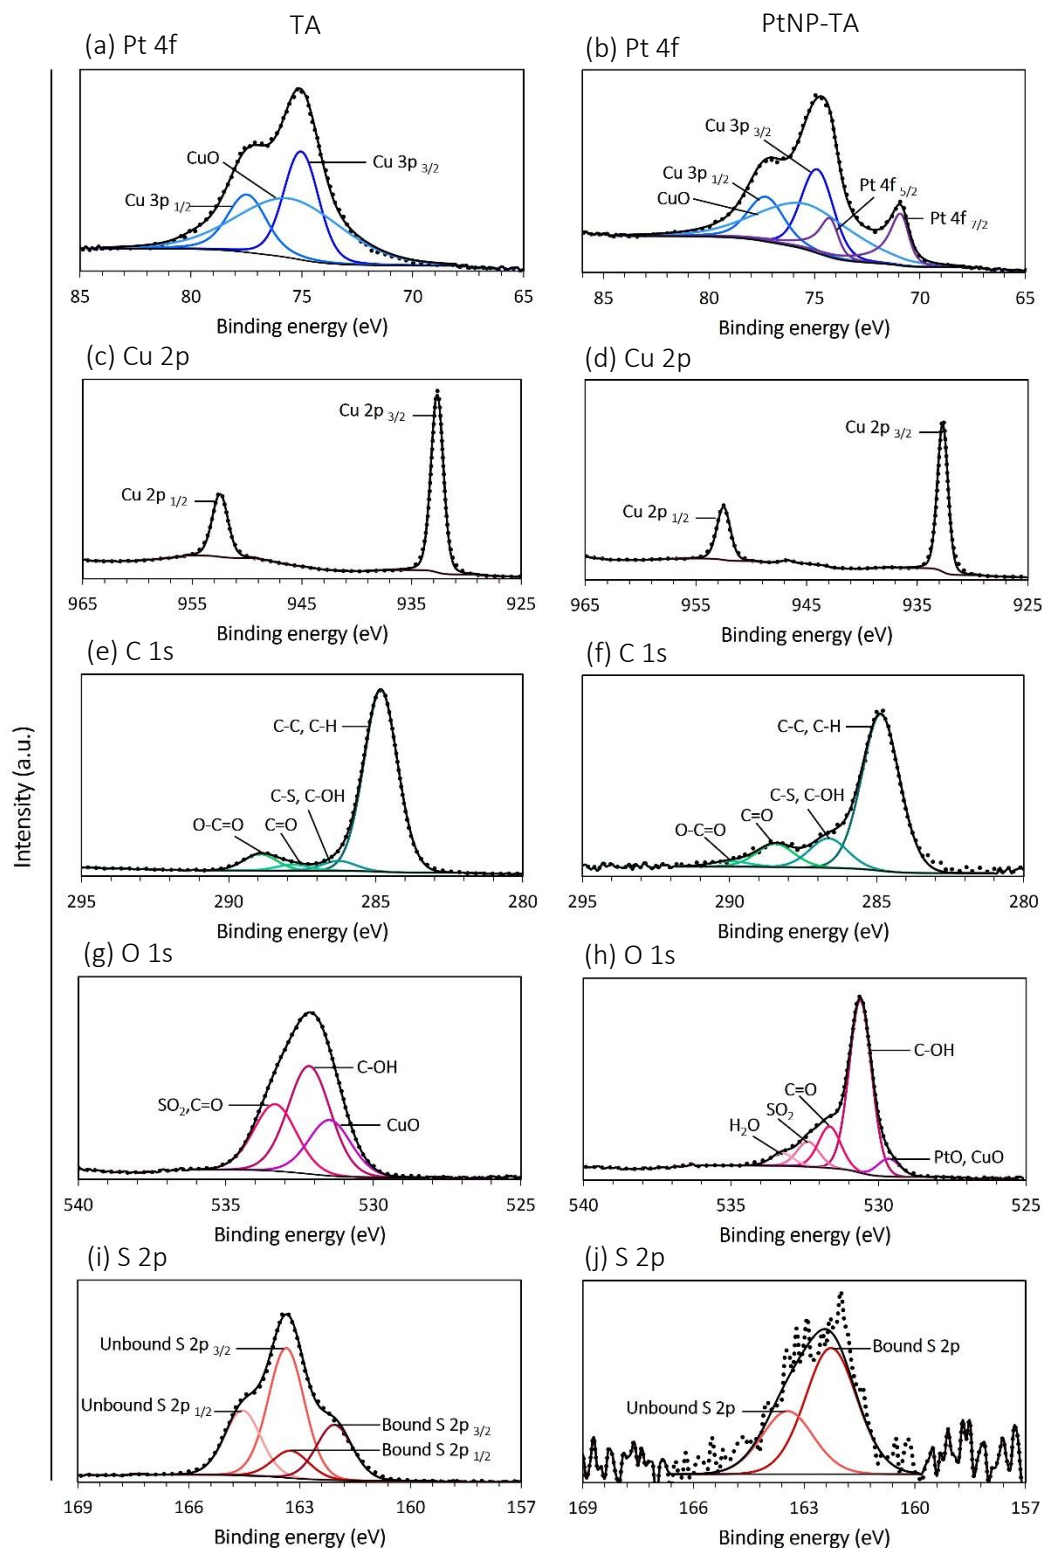 TA
PtNP-TA
Intensity (a.u.)
(a) Pt 4f
CuO
Cu 3p 1/2
Cu 3p 3/2
85 80 75 70 65
Binding energy (eV)
(b) Pt 4f
Cu 3p 3/2
Cu 3p 1/2
CuO
Pt 4f 5/2
Pt 4f 7/2
85 80 75 70 65
Binding energy (eV)
(c) Cu 2p
Cu 2p 3/2
Cu 2p 1/2
965 955 945 935 925
Binding energy (eV)
(d) Cu 2p
Cu 2p 3/2
Cu 2p 1/2
965 955 945 935 925
Binding energy (eV)
(e) C 1s
C-C, C-H
C-S, C-OH
O-C=O
C=O
295 290 285 280
Binding energy (eV)
(f) C 1s
C-C, C-H
C-S, C-OH
C=O
O-C=O
295 290 285 280
Binding energy (eV)
(g) O 1s
C-OH
SO2,C=O
CuO
540 535 530 525
Binding energy (eV)
(h) O 1s
C-OH
C=O
SO2
H2O
PtO, CuO
540 535 530 525
Binding energy (eV)
(i) S 2p
Unbound S 2p 3/2
Unbound S 2p 1/2
Bound S 2p 3/2
Bound S 2p 1/2
169 166 163 160 157
Binding energy (eV)
(j) S 2p
Bound S 2p
Unbound S 2p
169 166 163 160 157
Binding energy (eV)